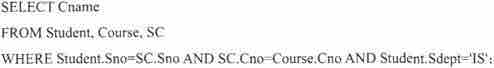 SELECT Cname
FROM Student, Course, SC
WHERE Student.Sno=SC.Sno AND SC.Cno=Course.Cno AND Student.Sdept='IS';